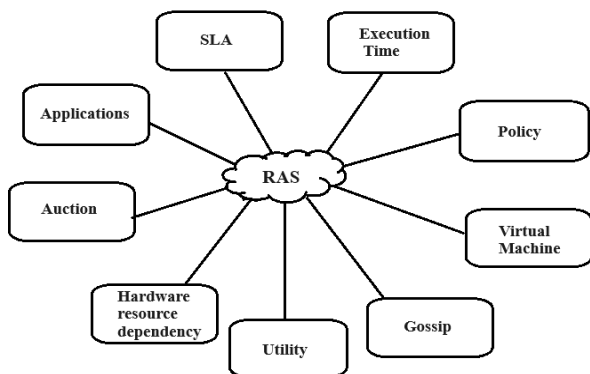 SLA
Execution
Time
Applications
Policy
RAS
Auction
Virtual
Machine
Hardware
resource
dependency
Utility
Gossip